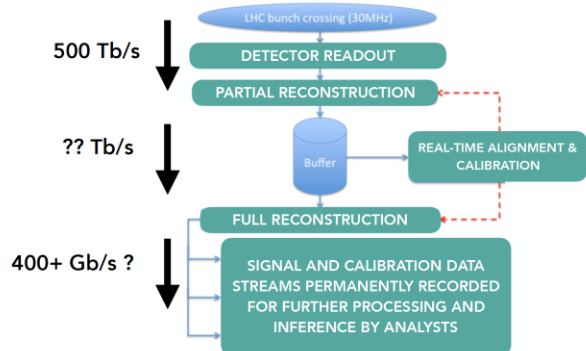 LHC bunch crossing (30MHz)
500 Tb/s
DETECTOR READOUT
PARTIAL RECONSTRUCTION
?? Tb/s
Buffer
REAL-TIME ALIGNMENT &
CALIBRATION
FULL RECONSTRUCTION
400+ Gb/s ?
SIGNAL AND CALIBRATION DATA
STREAMS PERMANENTLY RECORDED
FOR FURTHER PROCESSING AND
INFERENCE BY ANALYSTS